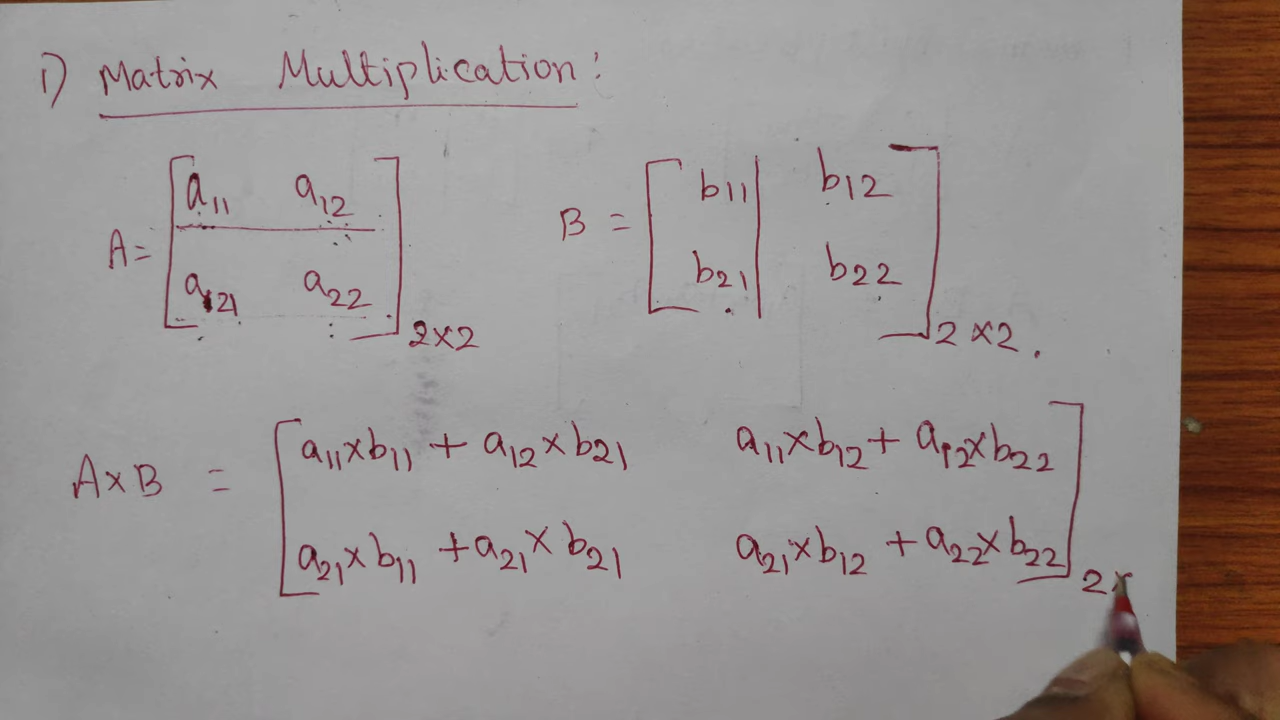 1) Matrix Multiplication :
A = [ a11 a12
a21 a22 ] 2×2
B = [ b11 b12
b21 b22 ] 2×2.
A×B = [ a11×b11 + a12×b21 a11×b12 + a12×b22
a21×b11 + a21×b21 a21×b12 + a22×b22 ] 2×